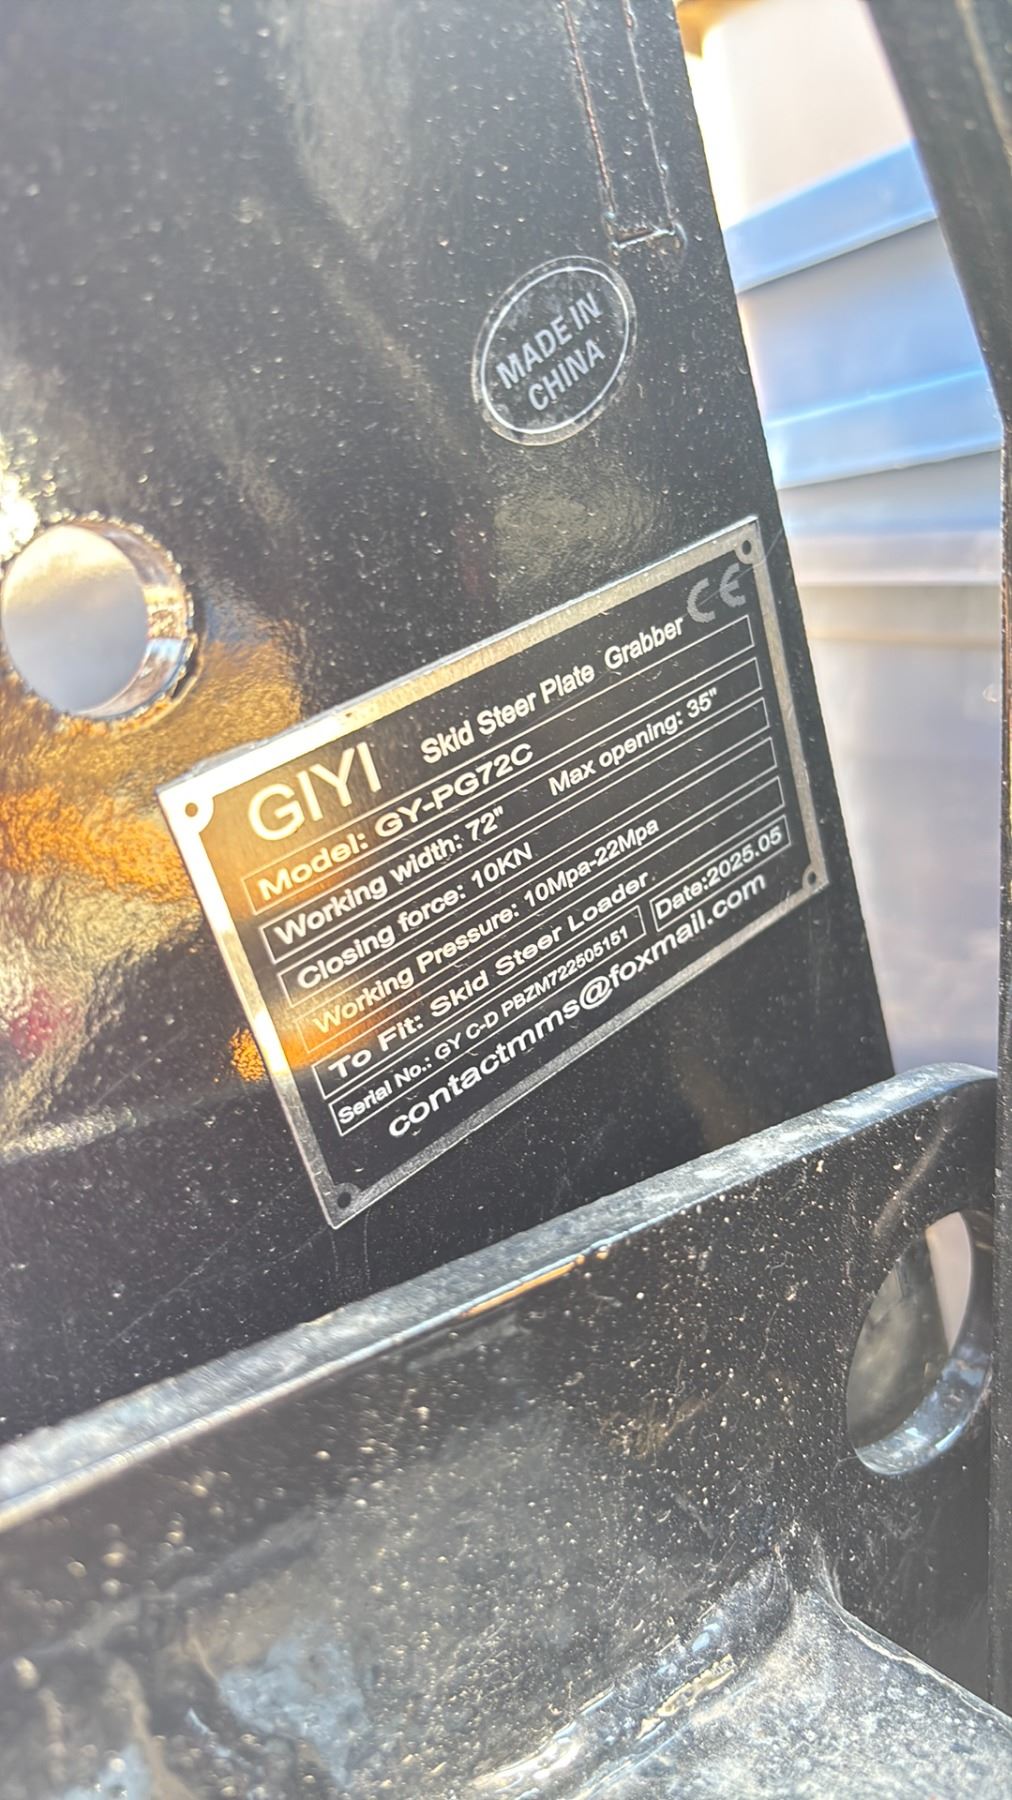 MADE IN
CHINA
CE
GIYI Skid Steer Plate Grabber
Model: GY-PG72C
Working width: 72" Max opening: 35"
Closing force: 10KN
Working Pressure: 10Mpa-22Mpa
To Fit: Skid Steer Loader
Serial No.: GY C-D PBZM722505151 Date:2025.05
contactmms@foxmail.com